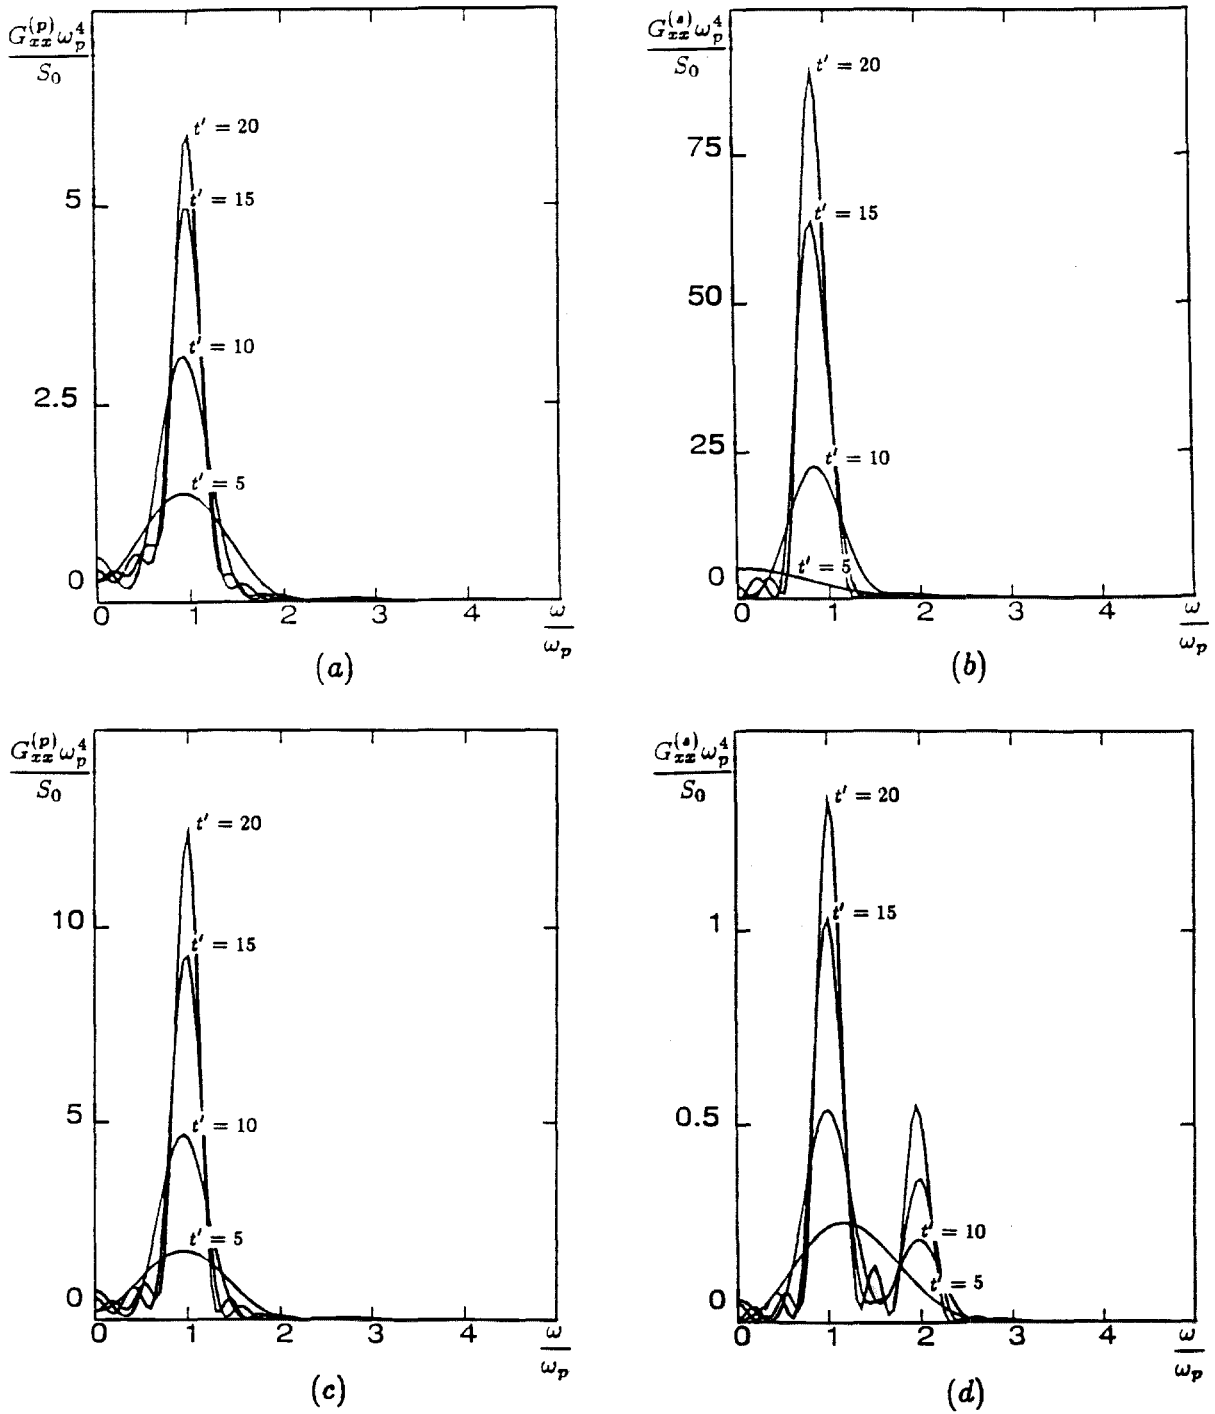 G_{xx}^{(p)} ω_p^4
S_0
t' = 20
t' = 15
t' = 10
t' = 5
5
2.5
0
0 1 2 3 4 ω
ω_p
(a)
G_{xx}^{(s)} ω_p^4
S_0
t' = 20
t' = 15
t' = 10
t' = 5
75
50
25
0
0 1 2 3 4 ω
ω_p
(b)
G_{xx}^{(p)} ω_p^4
S_0
t' = 20
t' = 15
t' = 10
t' = 5
10
5
0
0 1 2 3 4 ω
ω_p
(c)
G_{xx}^{(s)} ω_p^4
S_0
t' = 20
t' = 15
t' = 10
t' = 5
1
0.5
0
0 1 2 3 4 ω
ω_p
(d)